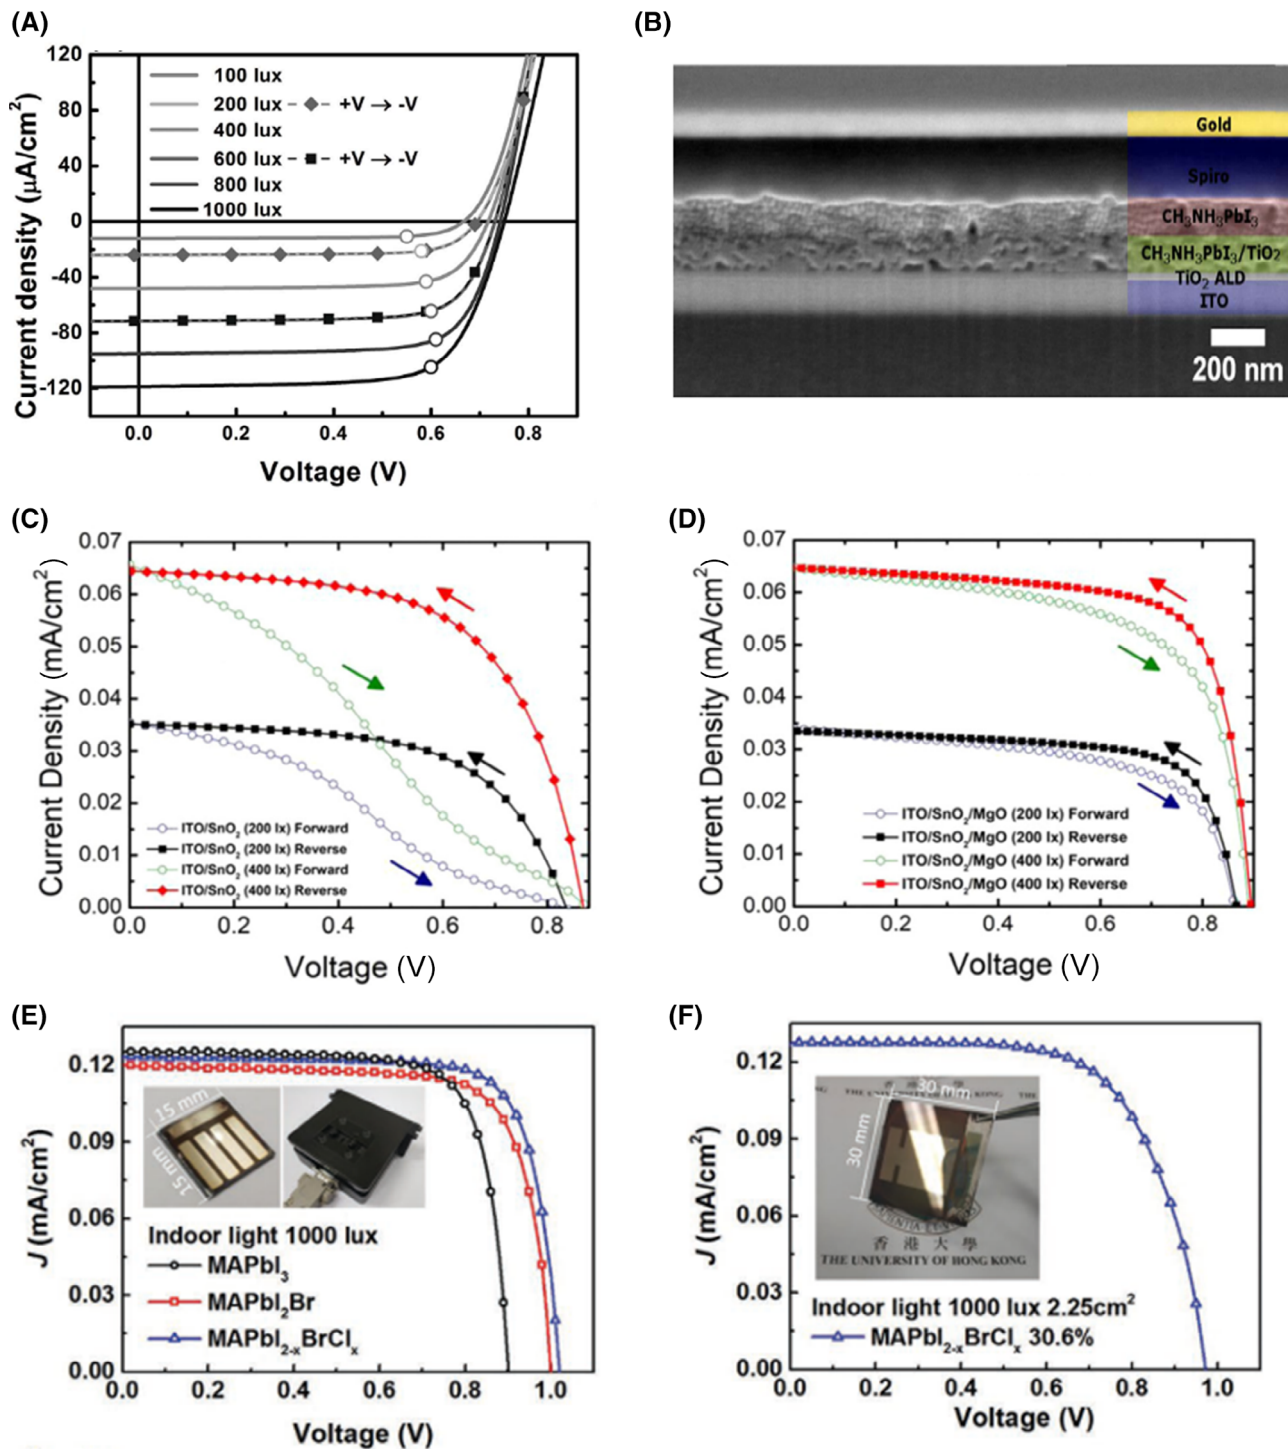 (A)
120
80
40
0
-40
-80
-120
Current density (μA/cm²)
100 lux
200 lux +V → -V
400 lux
600 lux +V → -V
800 lux
1000 lux
0.0 0.2 0.4 0.6 0.8
Voltage (V)
(B)
Gold
Spiro
CH₃NH₃PbI₃
CH₃NH₃PbI₃/TiO₂
TiO₂ ALD
ITO
200 nm
(C)
0.07
0.06
0.05
0.04
0.03
0.02
0.01
0.00
Current Density (mA/cm²)
ITO/SnO₂ (200 lx) Forward
ITO/SnO₂ (200 lx) Reverse
ITO/SnO₂ (400 lx) Forward
ITO/SnO₂ (400 lx) Reverse
0.0 0.2 0.4 0.6 0.8
Voltage (V)
(D)
0.07
0.06
0.05
0.04
0.03
0.02
0.01
0.00
Current Density (mA/cm²)
ITO/SnO₂/MgO (200 lx) Forward
ITO/SnO₂/MgO (200 lx) Reverse
ITO/SnO₂/MgO (400 lx) Forward
ITO/SnO₂/MgO (400 lx) Reverse
0.0 0.2 0.4 0.6 0.8
Voltage (V)
(E)
0.12
0.09
0.06
0.03
0.00
J (mA/cm²)
15 mm
15 mm
Indoor light 1000 lux
MAPbI₃
MAPbI₂Br
MAPbI₂₋ₓBrClₓ
0.0 0.2 0.4 0.6 0.8 1.0
Voltage (V)
(F)
0.12
0.09
0.06
0.03
0.00
J (mA/cm²)
30 mm
30 mm
香港大學
THE UNIVERSITY OF HONG KONG
Indoor light 1000 lux 2.25cm²
MAPbI₂₋ₓBrClₓ 30.6%
0.0 0.2 0.4 0.6 0.8 1.0
Voltage (V)